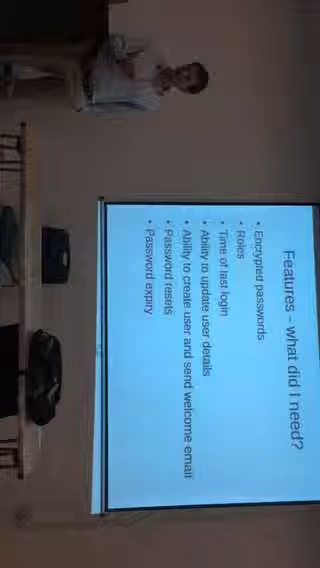 Features - what did I need?
• Encrypted passwords
• Roles
• Time of last login
• Ability to update user details
• Ability to create user and send welcome email
• Password resets
• Password expiry